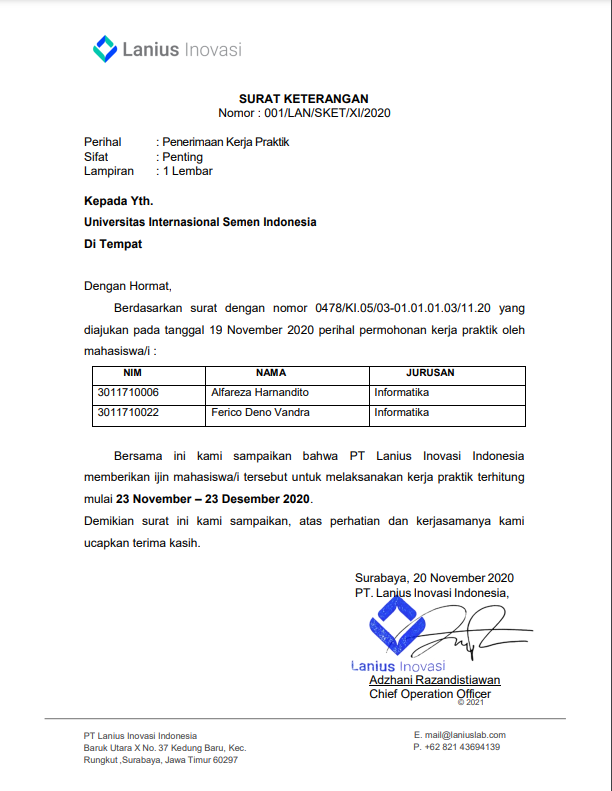 Lanius Inovasi
SURAT KETERANGAN
Nomor : 001/LAN/SKET/XI/2020
Perihal : Penerimaan Kerja Praktik
Sifat : Penting
Lampiran : 1 Lembar
Kepada Yth.
Universitas Internasional Semen Indonesia
Di Tempat
Dengan Hormat,
Berdasarkan surat dengan nomor 0478/KI.05/03-01.01.01.03/11.20 yang
diajukan pada tanggal 19 November 2020 perihal permohonan kerja praktik oleh
mahasiswa/i :
NIM NAMA JURUSAN
3011710006 Alfareza Harnandito Informatika
3011710022 Ferico Deno Vandra Informatika
Bersama ini kami sampaikan bahwa PT Lanius Inovasi Indonesia
memberikan ijin mahasiswa/i tersebut untuk melaksanakan kerja praktik terhitung
mulai 23 November – 23 Desember 2020.
Demikian surat ini kami sampaikan, atas perhatian dan kerjasamanya kami
ucapkan terima kasih.
Surabaya, 20 November 2020
PT. Lanius Inovasi Indonesia,
Lanius Inovasi
Adzhani Razandistiawan
Chief Operation Officer
© 2021
PT Lanius Inovasi Indonesia
Baruk Utara X No. 37 Kedung Baru, Kec.
Rungkut ,Surabaya, Jawa Timur 60297
E. mail@laniuslab.com
P. +62 821 43694139